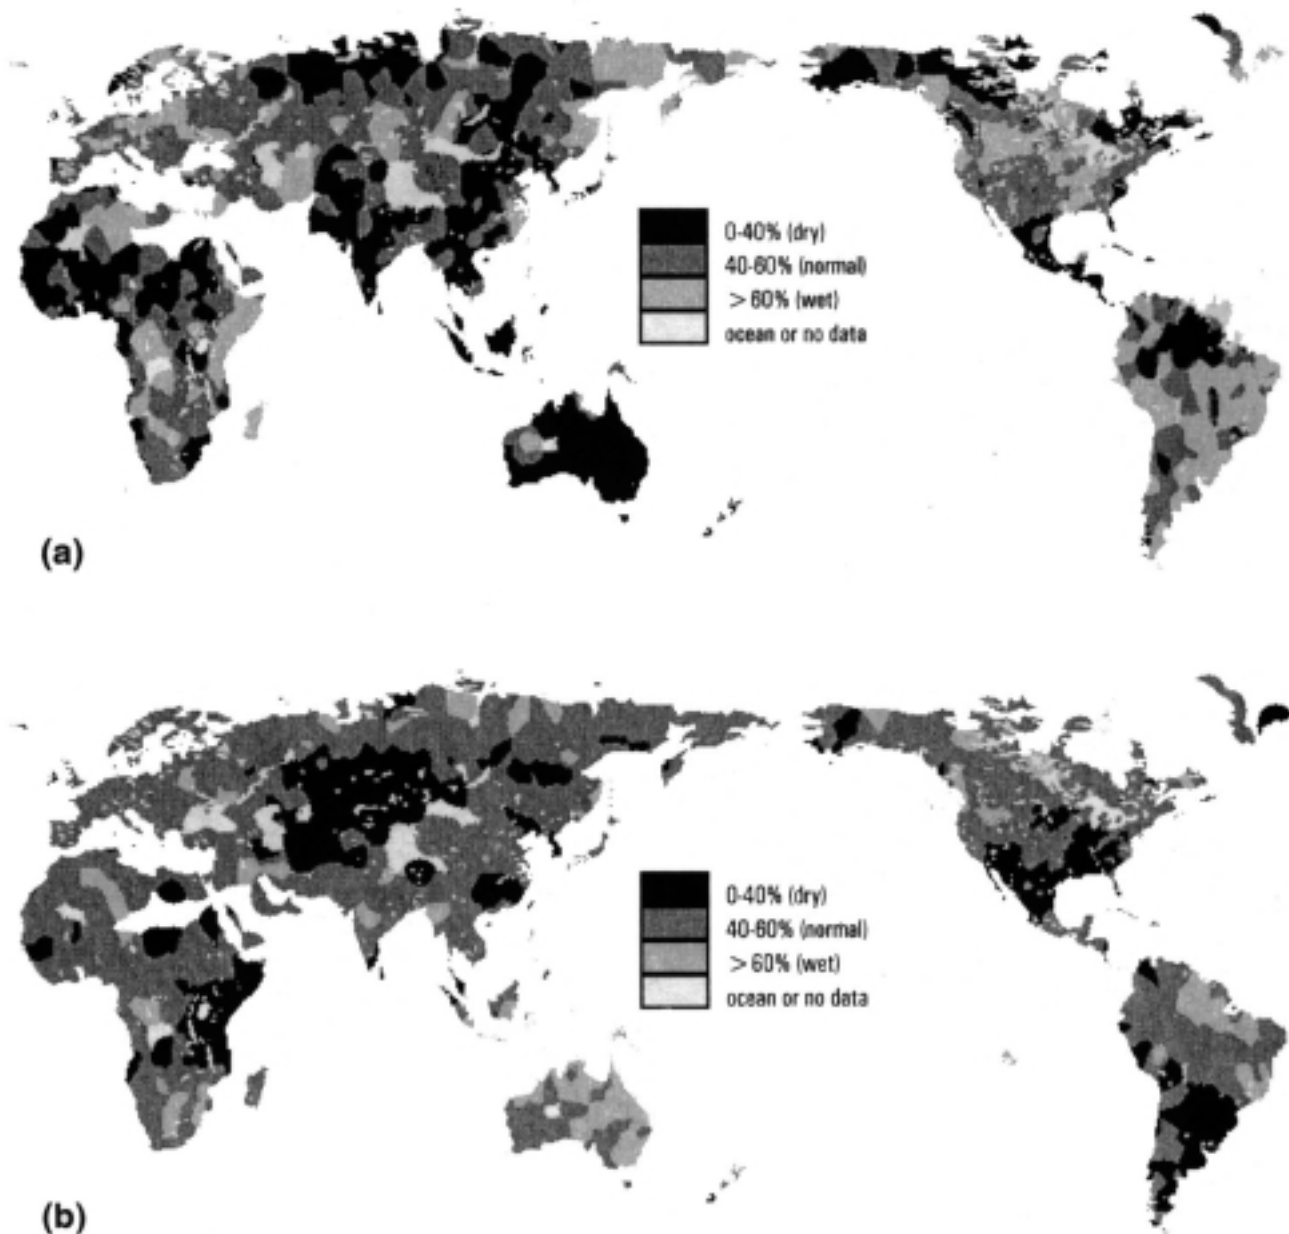 0-40% (dry)
40-60% (normal)
> 60% (wet)
ocean or no data
(a)
0-40% (dry)
40-60% (normal)
> 60% (wet)
ocean or no data
(b)